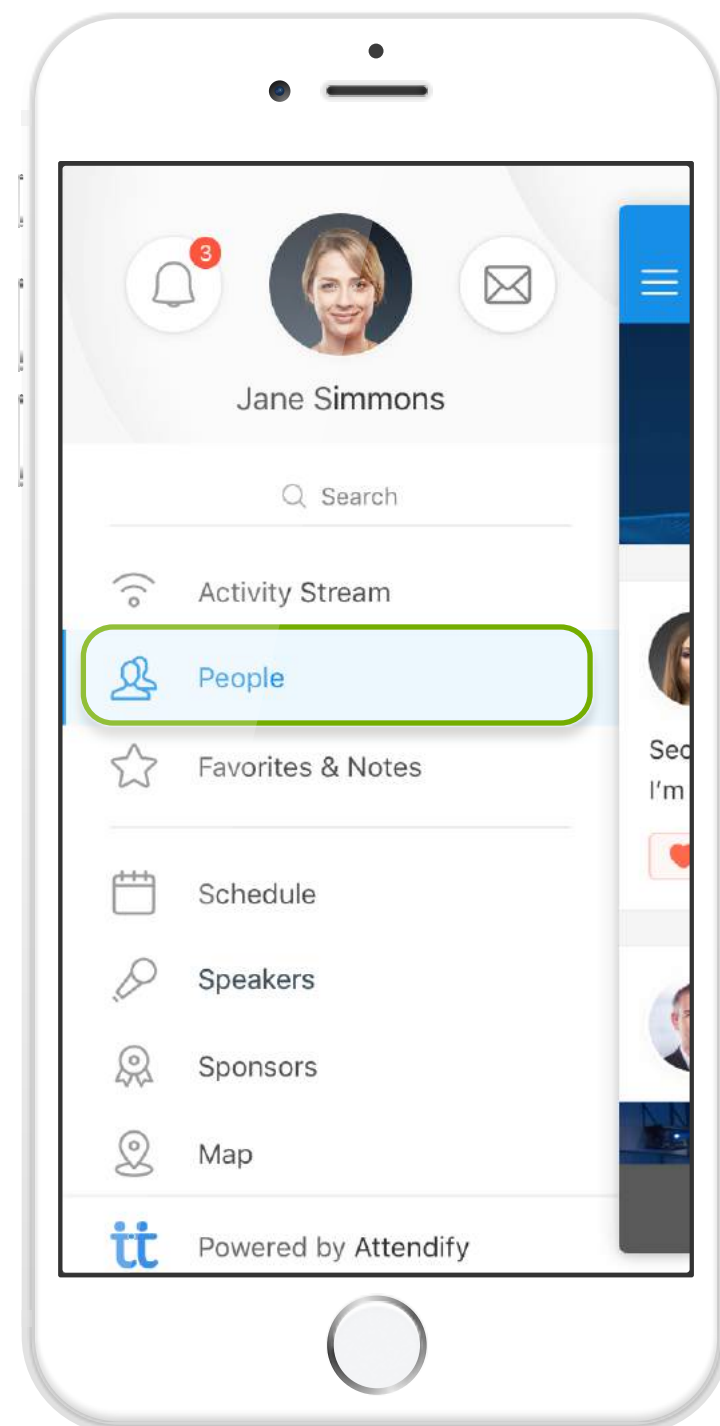 3
Jane Simmons
Search
Activity Stream
People
Favorites & Notes
Schedule
Speakers
Sponsors
Map
Powered by Attendify
I'm